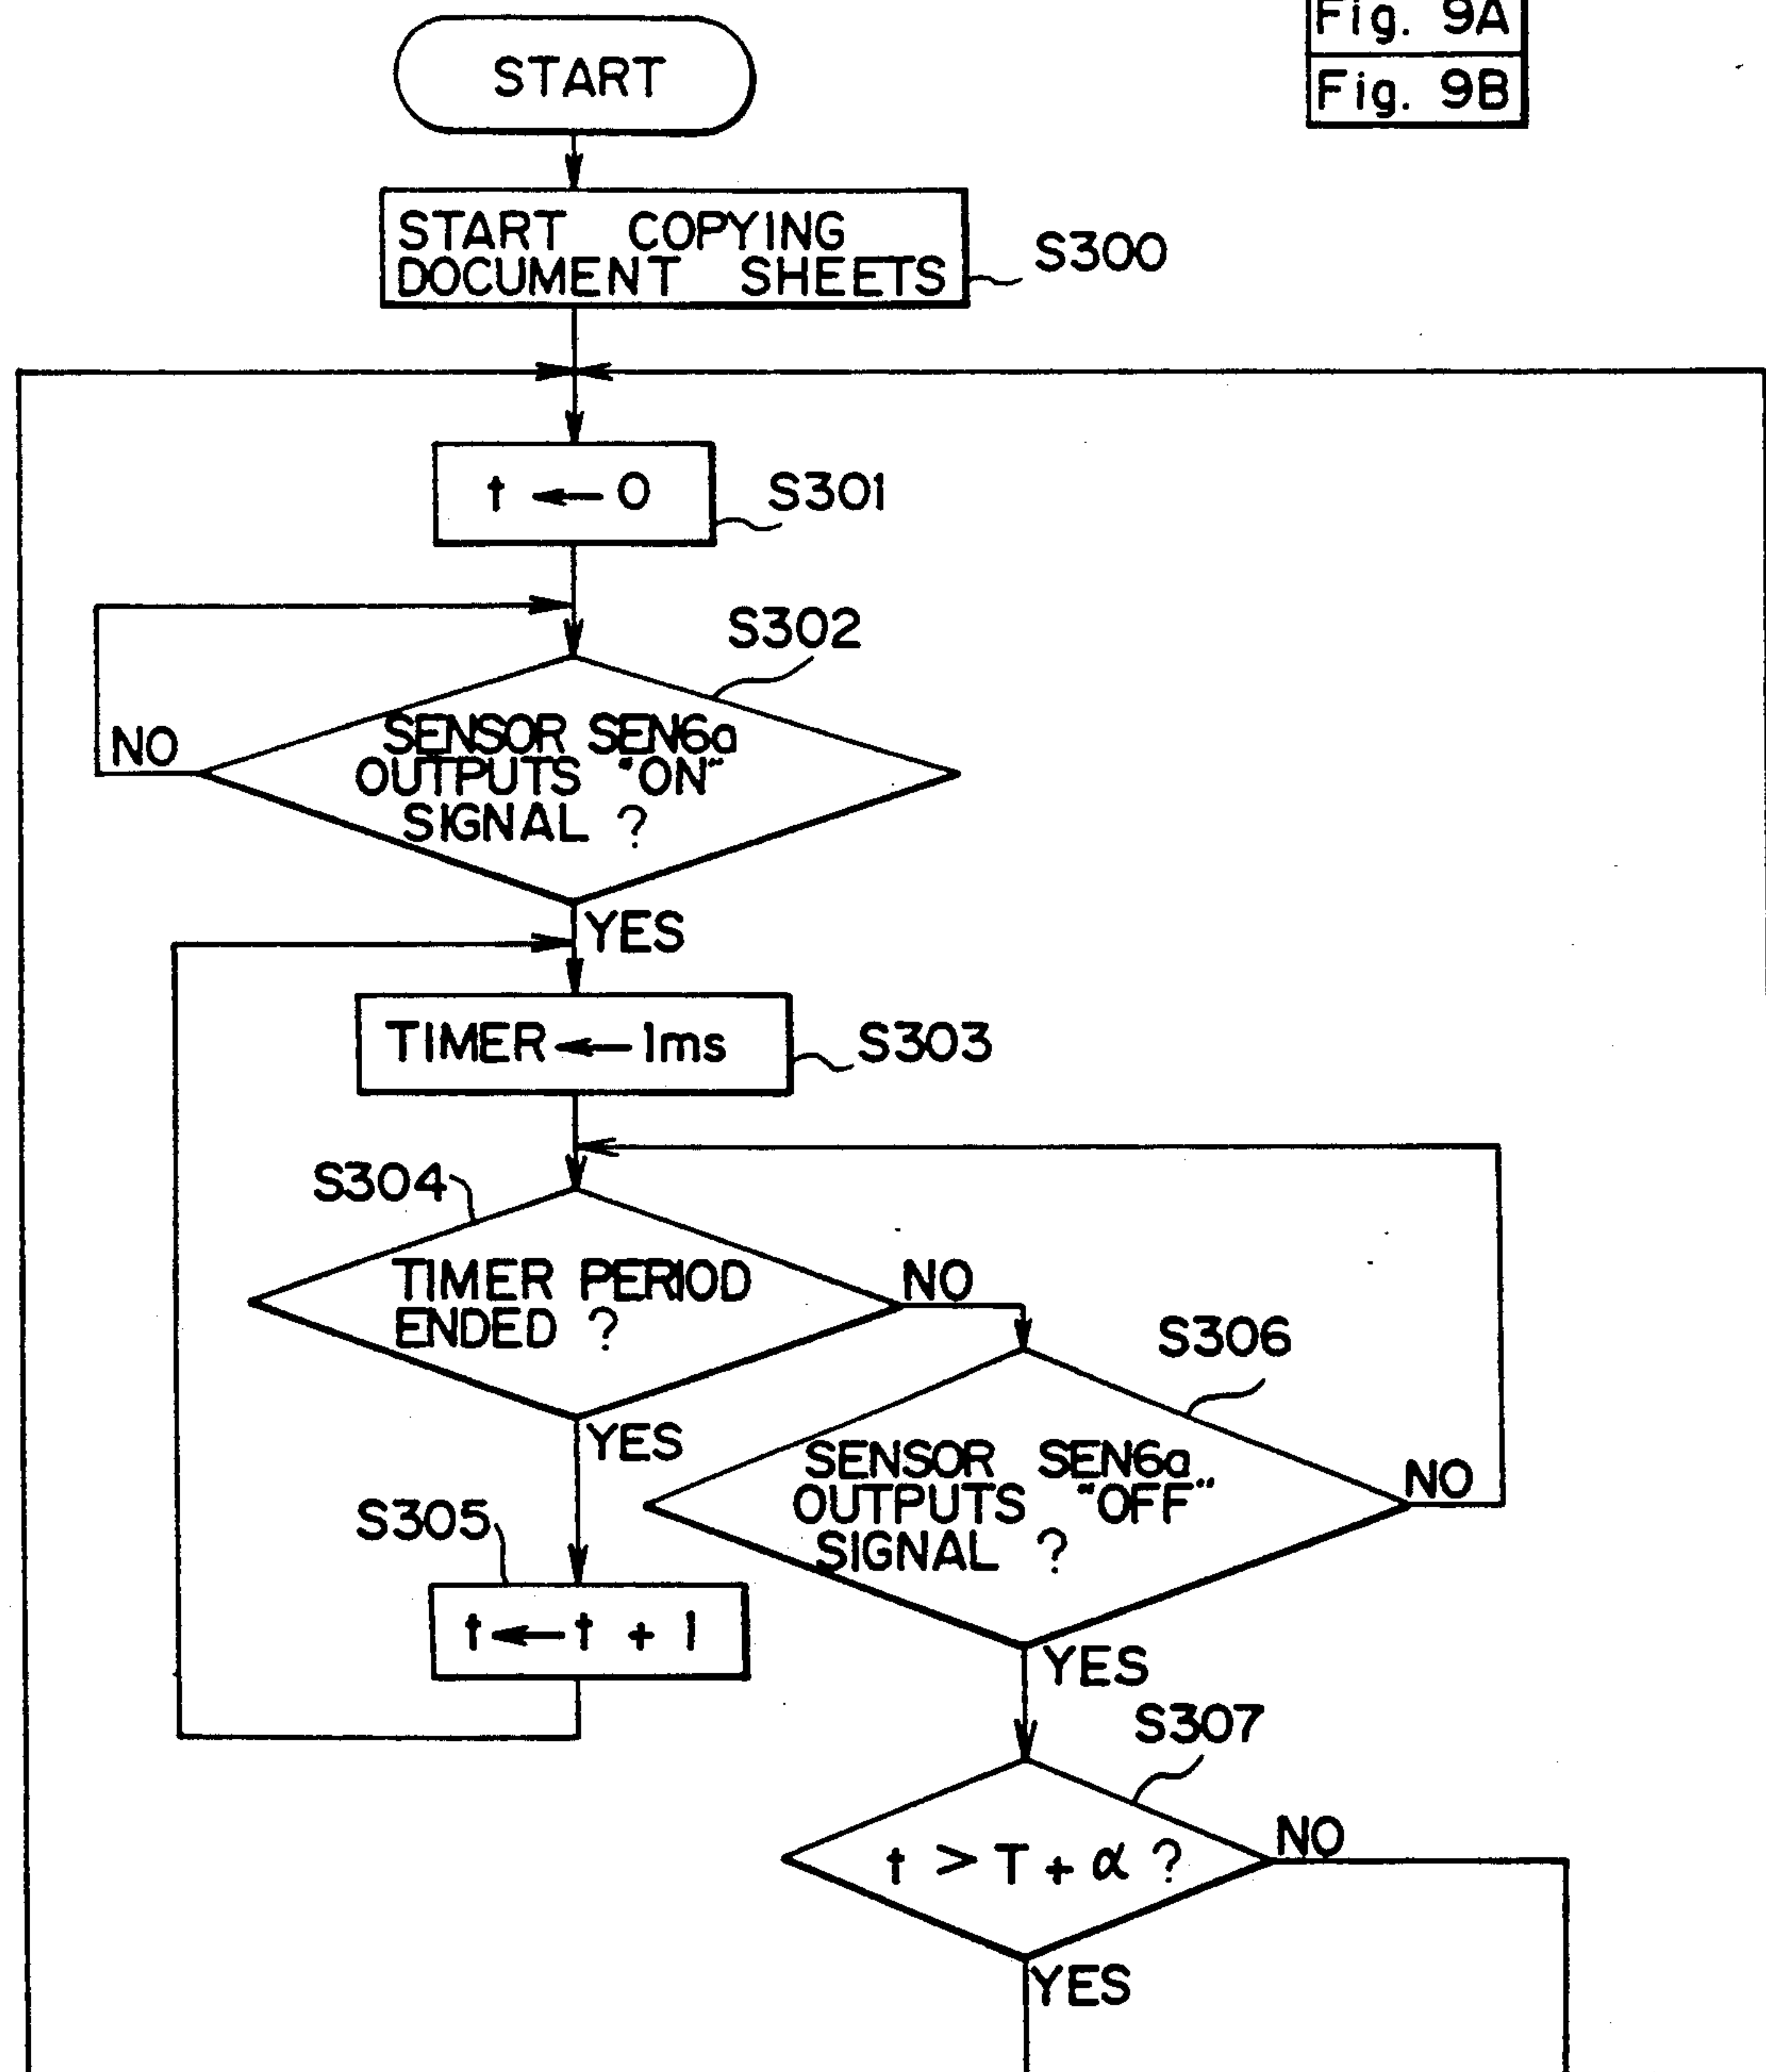 Fig. 9A
Fig. 9B
START
START COPYING
DOCUMENT SHEETS
S300
t ← 0
S301
S302
NO
SENSOR SEN6a
OUTPUTS "ON"
SIGNAL ?
YES
TIMER ← 1ms
S303
S304
TIMER PERIOD
ENDED ?
NO
S306
YES
SENSOR SEN6a
OUTPUTS "OFF"
SIGNAL ?
NO
S305
t ← t + 1
YES
S307
t > T + α ?
NO
YES